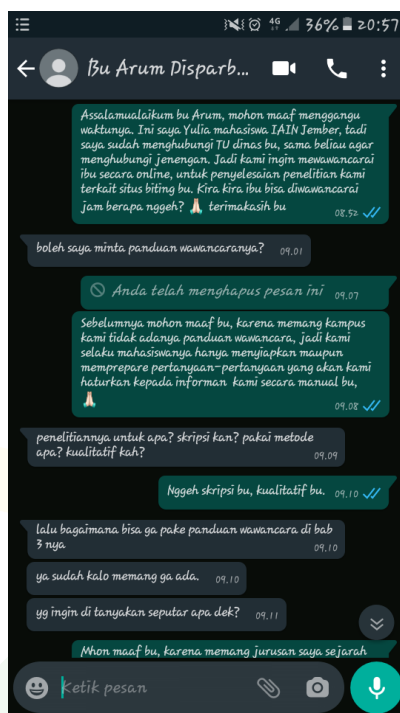 4G 36% 20:57
Bu Arum Disparb...
Assalamualaikum bu Arum, mohon maaf menggangu
waktunya. Ini saya Yulia mahasiswa IAIN Jember, tadi
saya sudah menghubungi TU dinas bu, sama beliau agar
menghubungi jenengan. Jadi kami ingin mewawancarai
ibu secara online, untuk penyelesaian penelitian kami
terkait situs biting bu. Kira kira ibu bisa diwawancarai
jam berapa nggeh? 🙏🏻 terimakasih bu
08.52
boleh saya minta panduan wawancaranya? 09.01
Anda telah menghapus pesan ini 09.07
Sebelumnya mohon maaf bu, karena memang kampus
kami tidak adanya panduan wawancara, jadi kami
selaku mahasiswanya hanya menyiapkan maupun
memprepare pertanyaan-pertanyaan yang akan kami
haturkan kepada informan kami secara manual bu,
🙏🏻
09.08
penelitiannya untuk apa? skripsi kan? pakai metode
apa? kualitatif kah? 09.09
Nggeh skripsi bu, kualitatif bu. 09.10
lalu bagaimana bisa ga pake panduan wawancara di bab
3 nya 09.10
ya sudah kalo memang ga ada. 09.10
yg ingin di tanyakan seputar apa dek? 09.11
Mhon maaf bu, karena memang jurusan saya sejarah
Ketik pesan